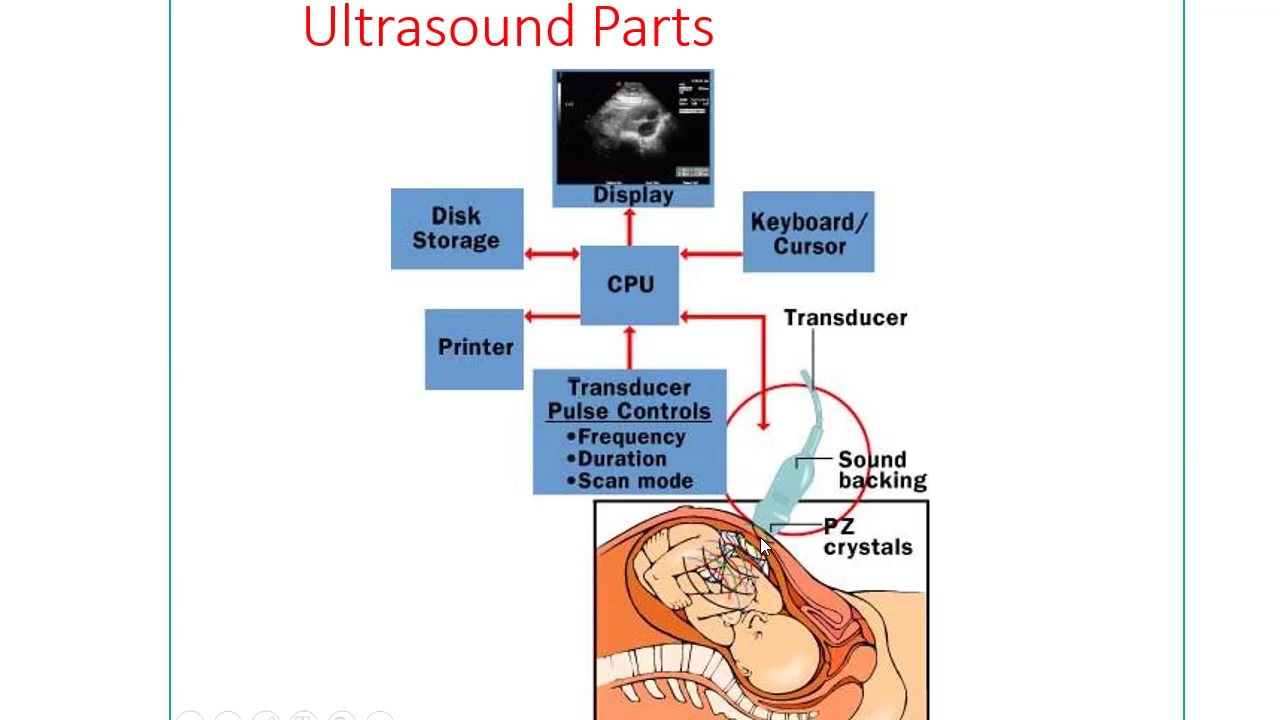 Ultrasound Parts
Display
Disk
Storage
Keyboard/
Cursor
CPU
Transducer
Printer
Transducer
Pulse Controls
•Frequency
•Duration
•Scan mode
Sound
backing
PZ
crystals